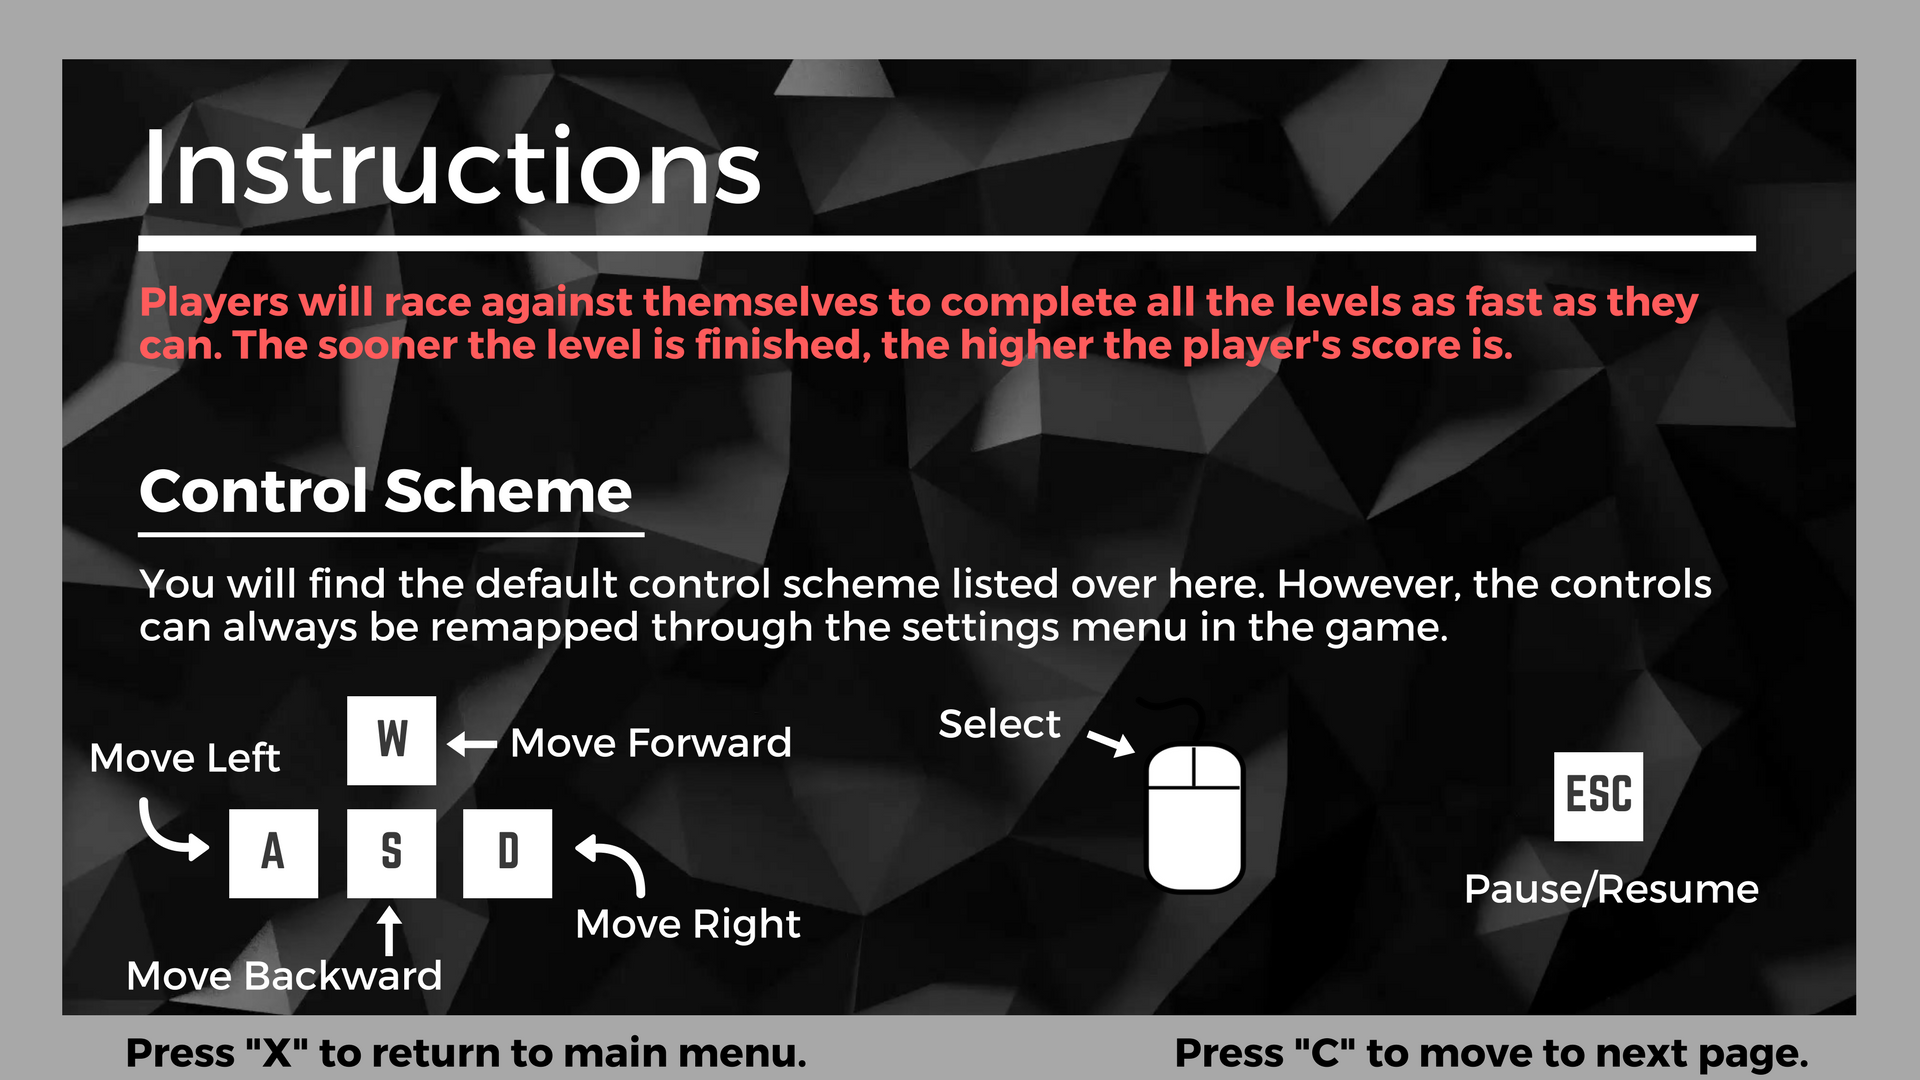 Instructions
Players will race against themselves to complete all the levels as fast as they
can. The sooner the level is finished, the higher the player's score is.
Control Scheme
You will find the default control scheme listed over here. However, the controls
can always be remapped through the settings menu in the game.
Move Left
W
Move Forward
A
S
D
Move Right
Move Backward
Select
ESC
Pause/Resume
Press "X" to return to main menu.
Press "C" to move to next page.